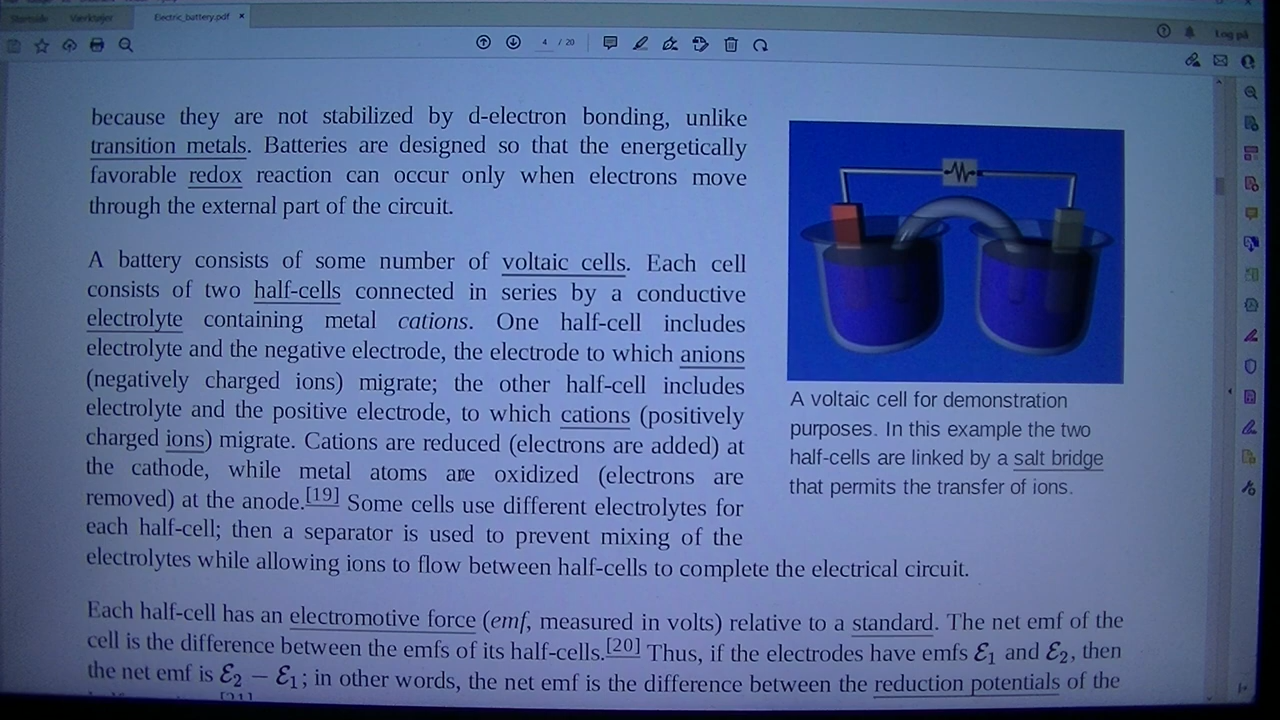 Startside
Værktøjer
Electric_battery.pdf ×
Log på
4 / 20
because they are not stabilized by d-electron bonding, unlike
transition metals. Batteries are designed so that the energetically
favorable redox reaction can occur only when electrons move
through the external part of the circuit.
A battery consists of some number of voltaic cells. Each cell
consists of two half-cells connected in series by a conductive
electrolyte containing metal cations. One half-cell includes
electrolyte and the negative electrode, the electrode to which anions
(negatively charged ions) migrate; the other half-cell includes
electrolyte and the positive electrode, to which cations (positively
charged ions) migrate. Cations are reduced (electrons are added) at
the cathode, while metal atoms are oxidized (electrons are
removed) at the anode.[19] Some cells use different electrolytes for
each half-cell; then a separator is used to prevent mixing of the
electrolytes while allowing ions to flow between half-cells to complete the electrical circuit.
A voltaic cell for demonstration
purposes. In this example the two
half-cells are linked by a salt bridge
that permits the transfer of ions.
Each half-cell has an electromotive force (emf, measured in volts) relative to a standard. The net emf of the
cell is the difference between the emfs of its half-cells.[20] Thus, if the electrodes have emfs ℰ1 and ℰ2, then
the net emf is ℰ2 − ℰ1; in other words, the net emf is the difference between the reduction potentials of the
[21]